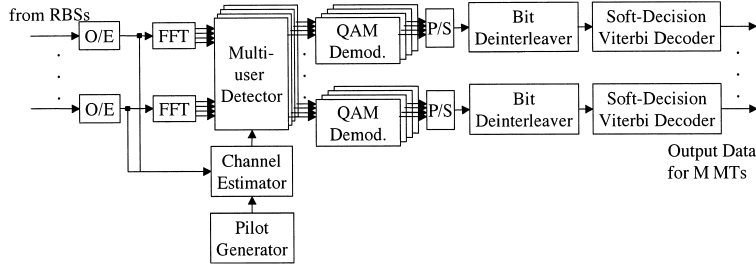 from RBSs
O/E
FFT
Multi-
user
Detector
QAM
Demod.
P/S
Bit
Deinterleaver
Soft-Decision
Viterbi Decoder
O/E
FFT
QAM
Demod.
P/S
Bit
Deinterleaver
Soft-Decision
Viterbi Decoder
Output Data
for M MTs
Channel
Estimator
Pilot
Generator